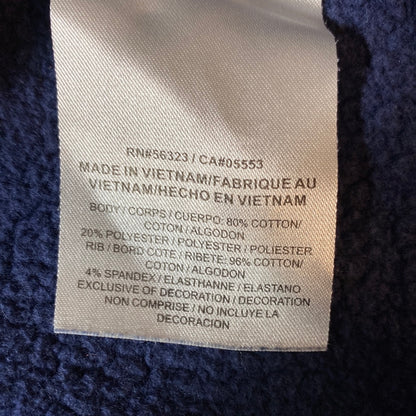 RN#56323 / CA#05553
MADE IN VIETNAM/FABRIQUE AU
VIETNAM/HECHO EN VIETNAM
BODY / CORPS / CUERPO: 80% COTTON/
COTON / ALGODON
20% POLYESTER / POLYESTER / POLIESTER
RIB / BORD COTE / RIBETE: 96% COTTON/
COTON / ALGODON
4% SPANDEX / ELASTHANNE / ELASTANO
EXCLUSIVE OF DECORATION / DECORATION
NON COMPRISE / NO INCLUYE LA
DECORACION